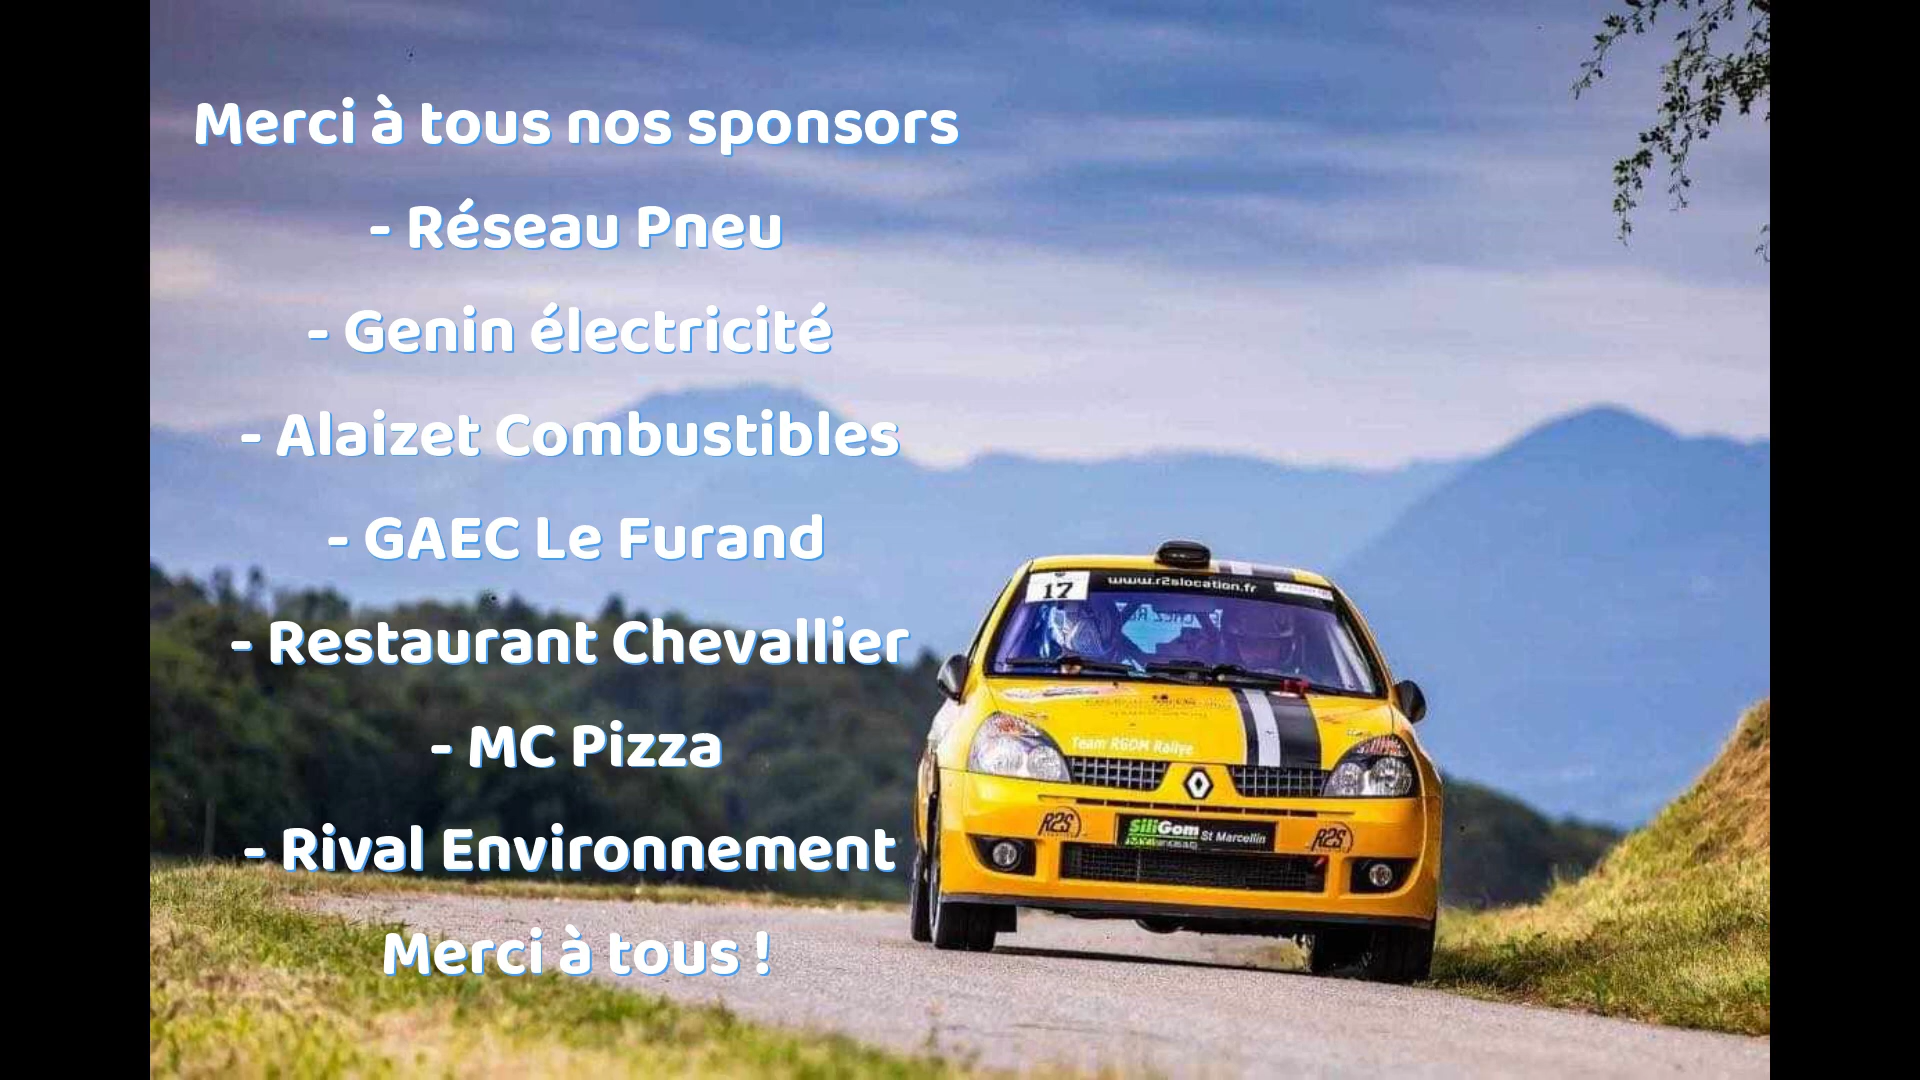 Merci à tous nos sponsors
- Réseau Pneu
- Genin électricité
- Alaizet Combustibles
- GAEC Le Furand
- Restaurant Chevallier
- MC Pizza
- Rival Environnement
Merci à tous !
17
www.r2slocation.fr
Team RGDM Rallye
R2S
SiliGom St Marcellin
R2S